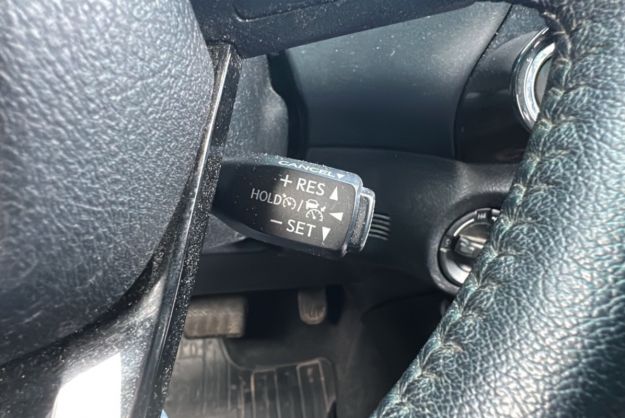 CANCEL
+ RES ▲
HOLD / ◀
− SET ▼